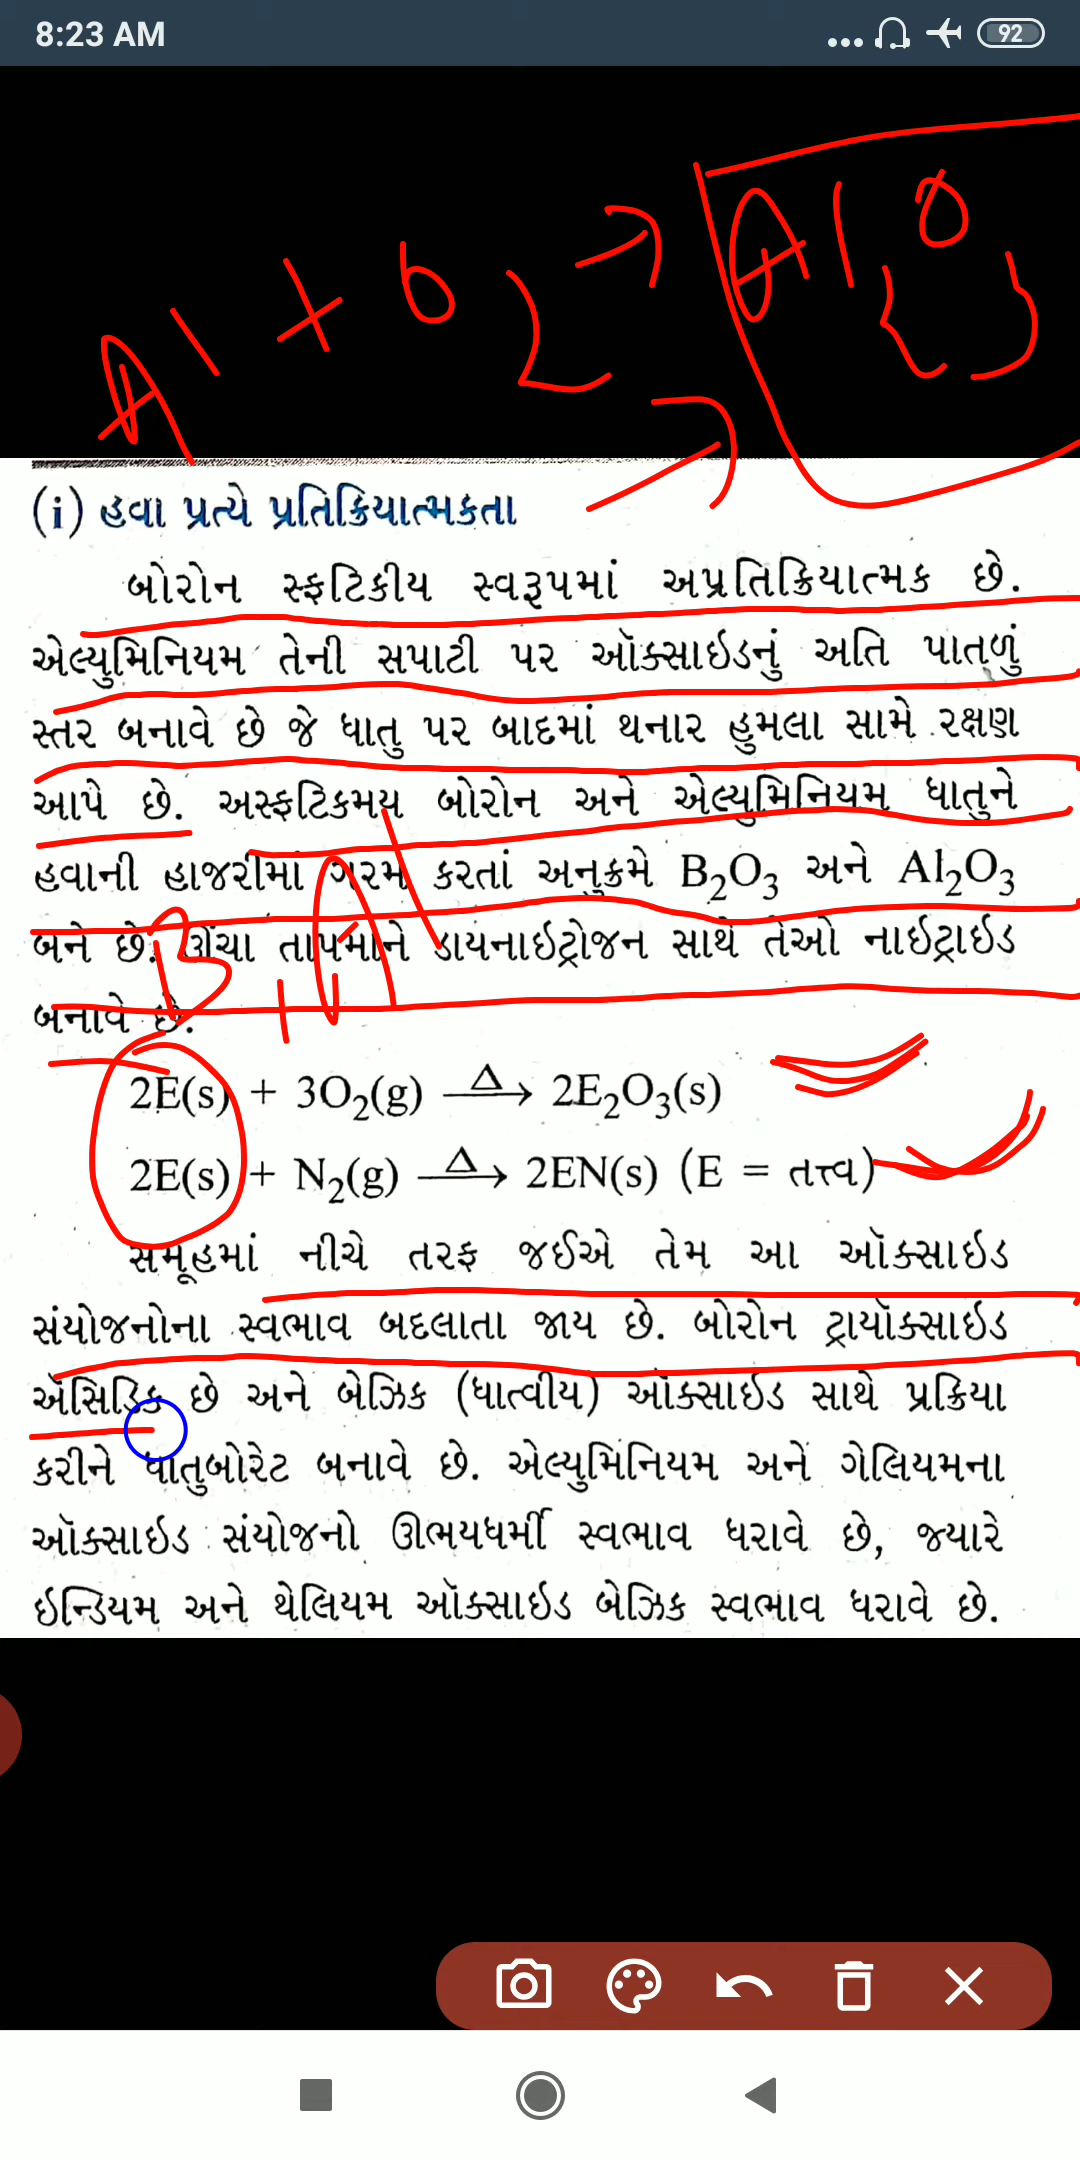 8:23 AM
92
Al + O2 → Al2O3
(i) હવા પ્રત્યે પ્રતિક્રિયાત્મકતા
બોરોન સ્ફટિકીય સ્વરૂપમાં અપ્રતિક્રિયાત્મક છે.
એલ્યુમિનિયમ તેની સપાટી પર ઑક્સાઇડનું અતિ પાતળું
સ્તર બનાવે છે જે ધાતુ પર બાદમાં થનાર હુમલા સામે રક્ષણ
આપે છે. અસ્ફટિકમય બોરોન અને એલ્યુમિનિયમ ધાતુને
હવાની હાજરીમાં ગરમ કરતાં અનુક્રમે B₂O₃ અને Al₂O₃
બને છે. ઊંચા તાપમાને ડાયનાઇટ્રોજન સાથે તેઓ નાઇટ્રાઇડ
બનાવે છે.
B, Al
2E(s) + 3O₂(g) —Δ→ 2E₂O₃(s)
2E(s) + N₂(g) —Δ→ 2EN(s) (E = તત્ત્વ)
સમૂહમાં નીચે તરફ જઈએ તેમ આ ઑક્સાઇડ
સંયોજનોના સ્વભાવ બદલાતા જાય છે. બોરોન ટ્રાયૉક્સાઇડ
ઍસિડિક છે અને બેઝિક (ધાત્વીય) ઑક્સાઇડ સાથે પ્રક્રિયા
કરીને ધાતુબોરેટ બનાવે છે. એલ્યુમિનિયમ અને ગેલિયમના
ઑક્સાઇડ સંયોજનો ઊભયધર્મી સ્વભાવ ધરાવે છે, જ્યારે
ઇન્ડિયમ અને થેલિયમ ઑક્સાઇડ બેઝિક સ્વભાવ ધરાવે છે.